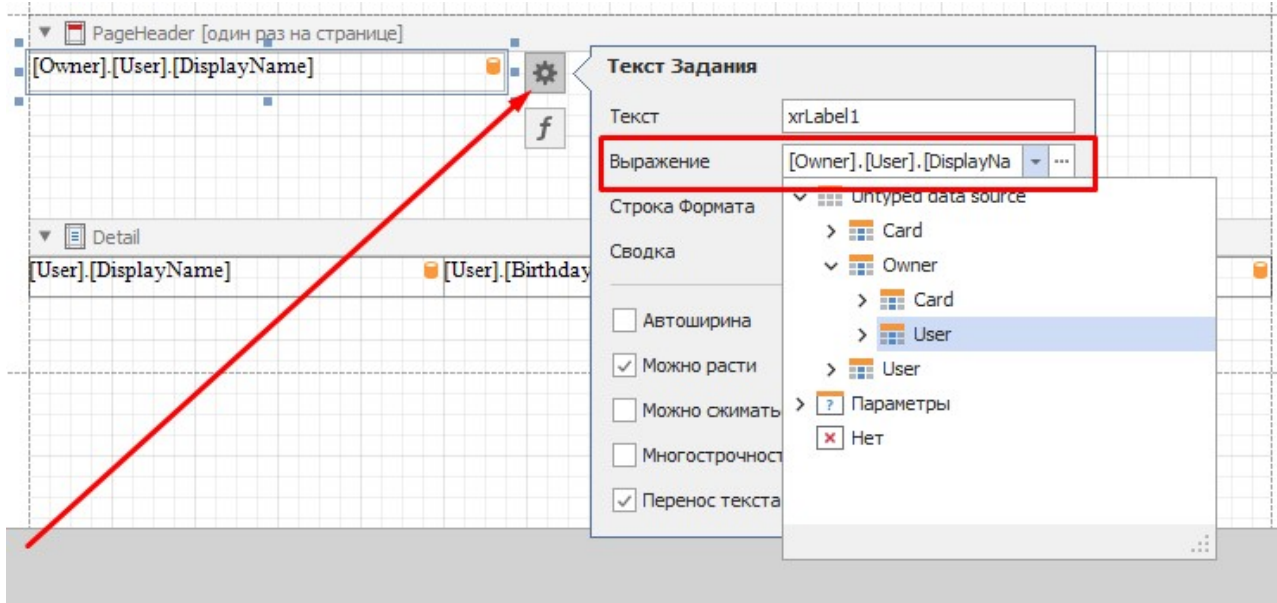 PageHeader [один раз на странице]
[Owner].[User].[DisplayName]
f
Текст Задания
Текст xrLabel1
Выражение [Owner].[User].[DisplayNa
Строка Формата
Сводка
Untyped data source
Card
Owner
Card
User
User
Параметры
Нет
Detail
[User].[DisplayName] [User].[Birthday
Автоширина
Можно расти
Можно сжимать
Многострочност
Перенос текста